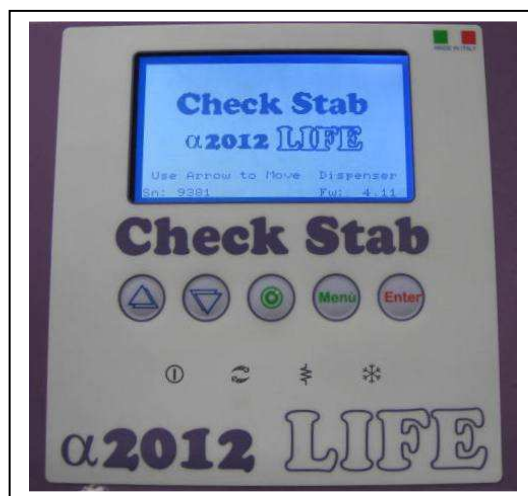 MADE IN ITALY
Check Stab
α2012 LIFE
Use Arrow to Move Dispenser
Sn: 9381 Fw: 4.11
Check Stab
Menù Enter
α2012 LIFE